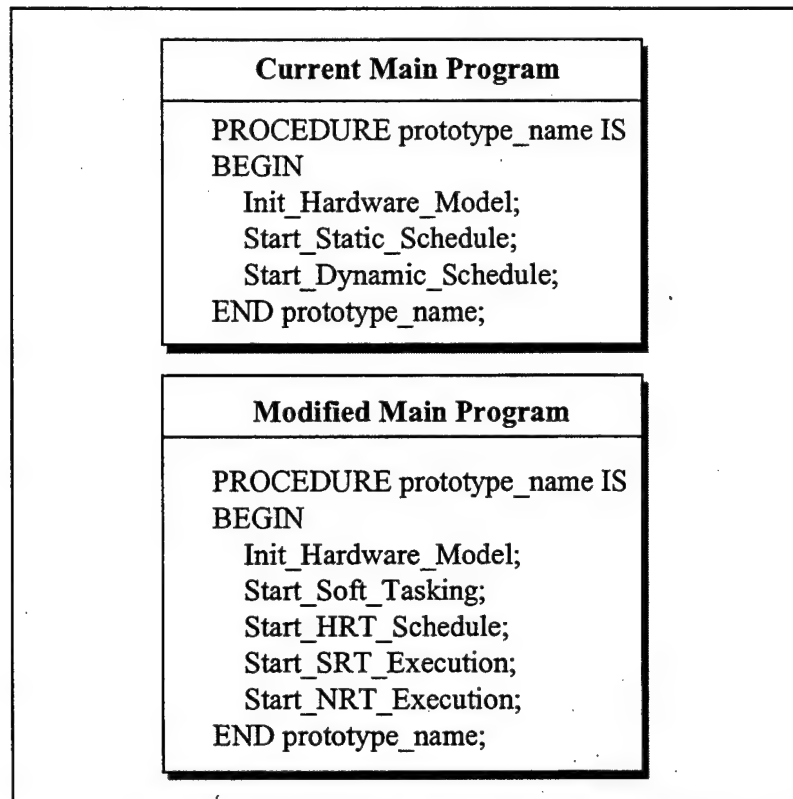 Current Main Program
PROCEDURE prototype_name IS
BEGIN
Init_Hardware_Model;
Start_Static_Schedule;
Start_Dynamic_Schedule;
END prototype_name;
Modified Main Program
PROCEDURE prototype_name IS
BEGIN
Init_Hardware_Model;
Start_Soft_Tasking;
Start_HRT_Schedule;
Start_SRT_Execution;
Start_NRT_Execution;
END prototype_name;